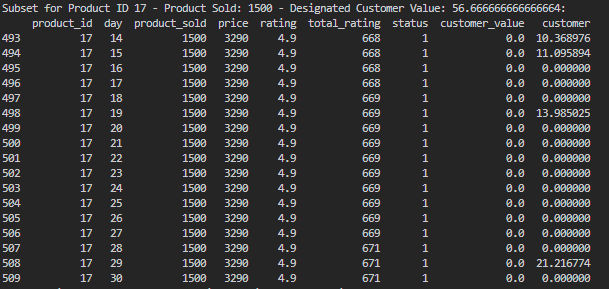 Subset for Product ID 17 - Product Sold: 1500 - Designated Customer Value: 56.666666666666664:
product_id day product_sold price rating total_rating status customer_value customer
493 17 14 1500 3290 4.9 668 1 0.0 10.368976
494 17 15 1500 3290 4.9 668 1 0.0 11.095894
495 17 16 1500 3290 4.9 668 1 0.0 0.000000
496 17 17 1500 3290 4.9 668 1 0.0 0.000000
497 17 18 1500 3290 4.9 669 1 0.0 0.000000
498 17 19 1500 3290 4.9 669 1 0.0 13.985025
499 17 20 1500 3290 4.9 669 1 0.0 0.000000
500 17 21 1500 3290 4.9 669 1 0.0 0.000000
501 17 22 1500 3290 4.9 669 1 0.0 0.000000
502 17 23 1500 3290 4.9 669 1 0.0 0.000000
503 17 24 1500 3290 4.9 669 1 0.0 0.000000
504 17 25 1500 3290 4.9 669 1 0.0 0.000000
505 17 26 1500 3290 4.9 669 1 0.0 0.000000
506 17 27 1500 3290 4.9 669 1 0.0 0.000000
507 17 28 1500 3290 4.9 671 1 0.0 0.000000
508 17 29 1500 3290 4.9 671 1 0.0 21.216774
509 17 30 1500 3290 4.9 671 1 0.0 0.000000